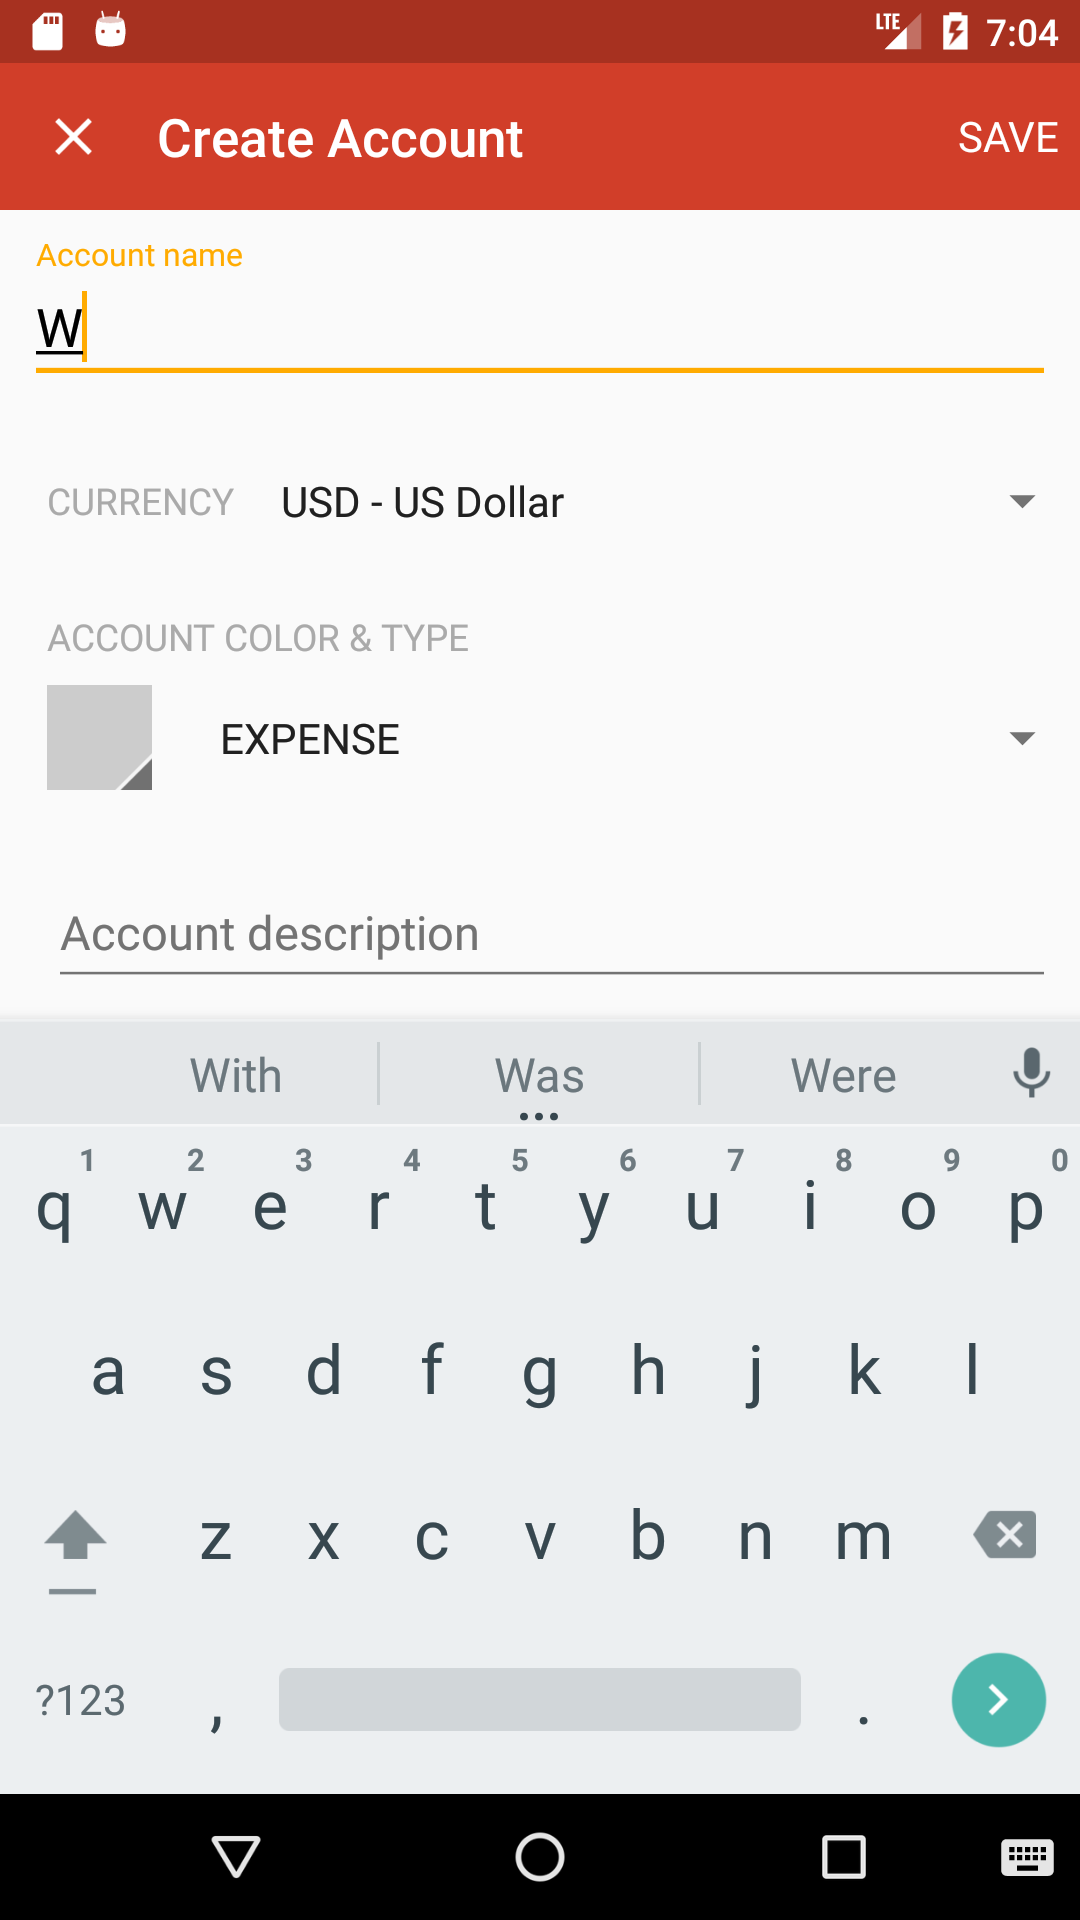 LTE 7:04
Create Account SAVE
Account name
W
CURRENCY USD - US Dollar
ACCOUNT COLOR & TYPE
EXPENSE
Account description
With Was Were
1 2 3 4 5 6 7 8 9 0
q w e r t y u i o p
a s d f g h j k l
z x c v b n m
?123 , .